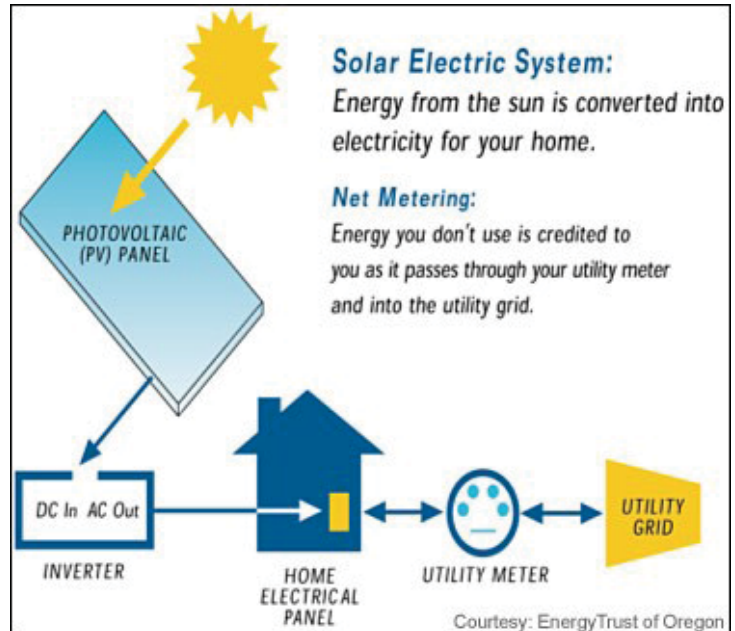 Solar Electric System:
Energy from the sun is converted into
electricity for your home.
Net Metering:
Energy you don't use is credited to
you as it passes through your utility meter
and into the utility grid.
PHOTOVOLTAIC
(PV) PANEL
DC In AC Out
INVERTER
HOME
ELECTRICAL
PANEL
UTILITY METER
UTILITY
GRID
Courtesy: EnergyTrust of Oregon